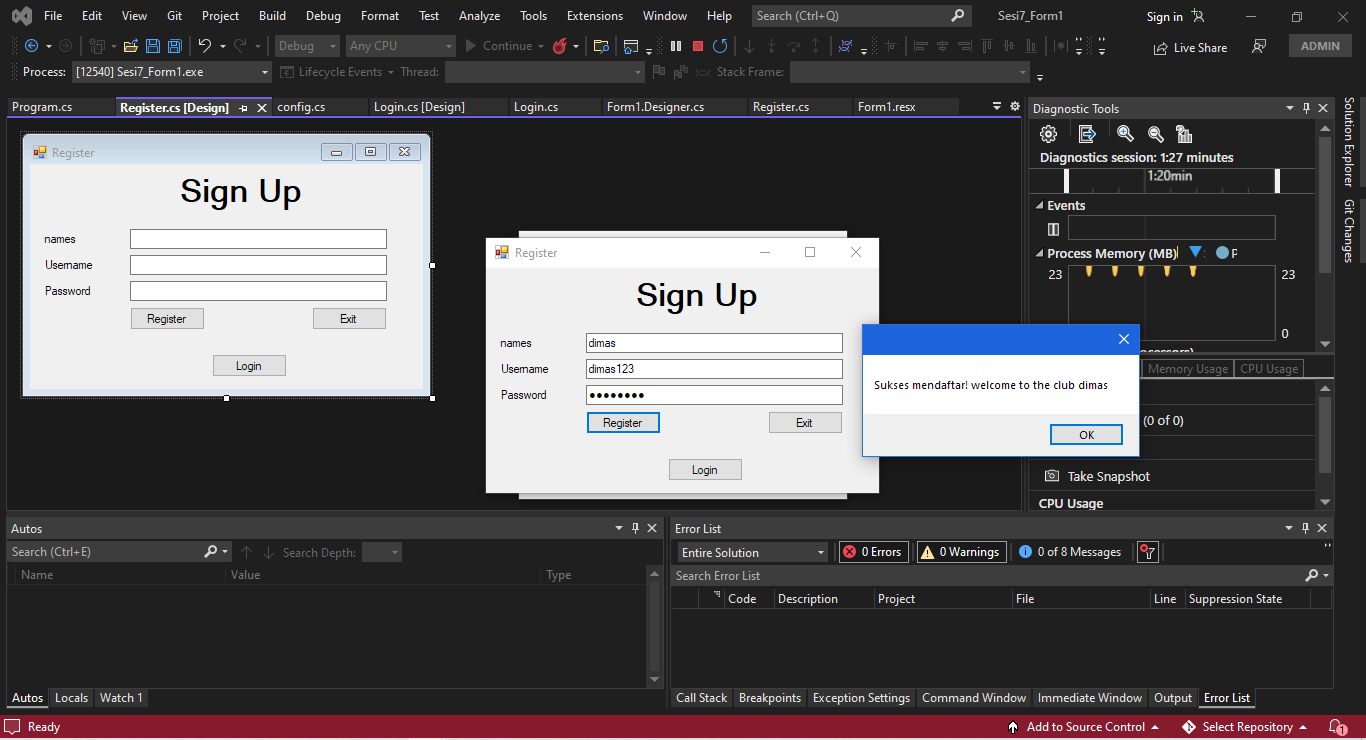 File Edit View Git Project Build Debug Format Test Analyze Tools Extensions Window Help Search (Ctrl+Q) Sesi7_Form1 Sign in
Debug Any CPU Continue Live Share ADMIN
Process: [12540] Sesi7_Form1.exe Lifecycle Events Thread: Stack Frame:
Program.cs Register.cs [Design] config.cs Login.cs [Design] Login.cs Form1.Designer.cs Register.cs Form1.resx
Register
Sign Up
names
Username
Password
Register Exit
Login
Register
Sign Up
names dimas
Username dimas123
Password ●●●●●●●●
Register Exit
Login
Sukses mendaftar! welcome to the club dimas
OK
Diagnostic Tools
Diagnostics session: 1:27 minutes
1:20min
Events
Process Memory (MB) P
23 23
0
Memory Usage CPU Usage
(0 of 0)
Take Snapshot
CPU Usage
Solution Explorer
Git Changes
Autos
Search (Ctrl+E) Search Depth:
Name Value Type
Autos Locals Watch 1
Error List
Entire Solution 0 Errors 0 Warnings 0 of 8 Messages
Search Error List
Code Description Project File Line Suppression State
Call Stack Breakpoints Exception Settings Command Window Immediate Window Output Error List
Ready Add to Source Control Select Repository 1